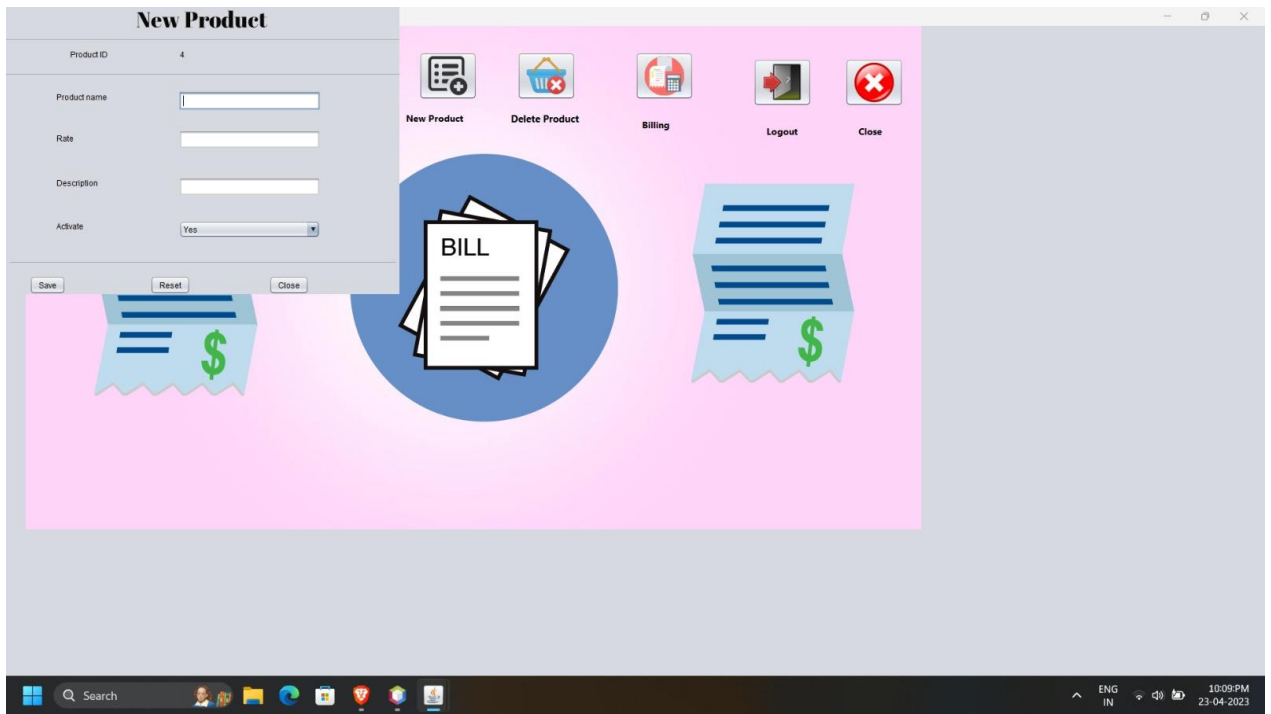 New Product
Product ID 4
Product name
Rate
Description
Activate Yes
Save Reset Close
New Product Delete Product Billing Logout Close
BILL
$ $
Search
ENG
IN
10:09:PM
23-04-2023